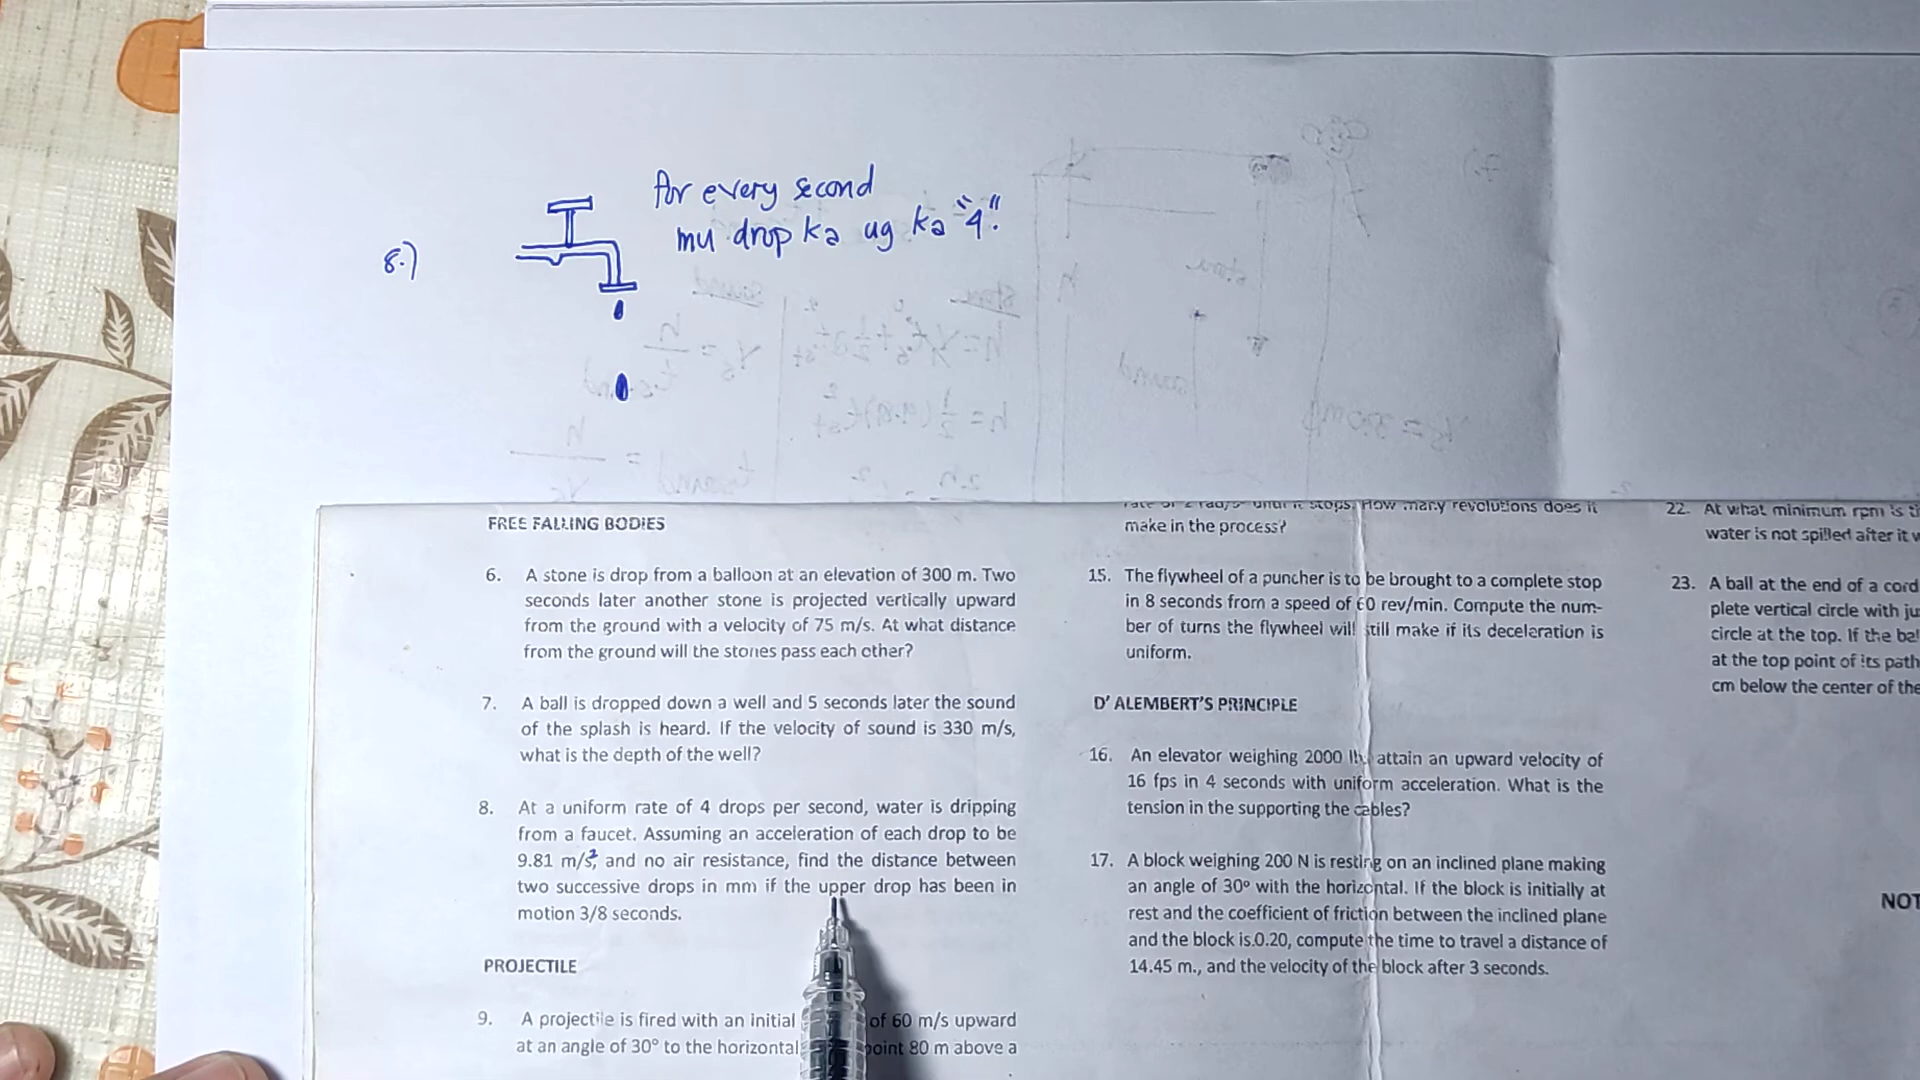 8.)
for every second
mu drop ka ug ka "4".
FREE FALLING BODIES
6. A stone is drop from a balloon at an elevation of 300 m. Two
seconds later another stone is projected vertically upward
from the ground with a velocity of 75 m/s. At what distance
from the ground will the stones pass each other?
7. A ball is dropped down a well and 5 seconds later the sound
of the splash is heard. If the velocity of sound is 330 m/s,
what is the depth of the well?
8. At a uniform rate of 4 drops per second, water is dripping
from a faucet. Assuming an acceleration of each drop to be
9.81 m/s², and no air resistance, find the distance between
two successive drops in mm if the upper drop has been in
motion 3/8 seconds.
PROJECTILE
9. A projectile is fired with an initial of 60 m/s upward
at an angle of 30° to the horizontal point 80 m above a
until it stops. How many revolutions does it
make in the process?
15. The flywheel of a puncher is to be brought to a complete stop
in 8 seconds from a speed of 60 rev/min. Compute the num-
ber of turns the flywheel will still make if its deceleration is
uniform.
D' ALEMBERT'S PRINCIPLE
16. An elevator weighing 2000 lb attain an upward velocity of
16 fps in 4 seconds with uniform acceleration. What is the
tension in the supporting the cables?
17. A block weighing 200 N is resting on an inclined plane making
an angle of 30º with the horizontal. If the block is initially at
rest and the coefficient of friction between the inclined plane
and the block is.0.20, compute the time to travel a distance of
14.45 m., and the velocity of the block after 3 seconds.
22. At what minimum rpm is
water is not spilled after it
23. A ball at the end of a cord
plete vertical circle with
circle at the top. If the
at the top point of its path
cm below the center of the
NOT